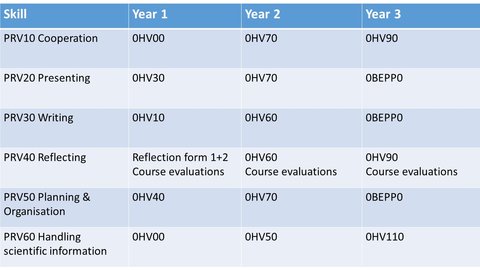 Skill Year 1 Year 2 Year 3
PRV10 Cooperation 0HV00 0HV70 0HV90
PRV20 Presenting 0HV30 0HV70 0BEPP0
PRV30 Writing 0HV10 0HV60 0BEPP0
PRV40 Reflecting Reflection form 1+2 0HV60 0HV90
Course evaluations Course evaluations Course evaluations
PRV50 Planning & 0HV40 0HV70 0BEPP0
Organisation
PRV60 Handling 0HV00 0HV50 0HV110
scientific information